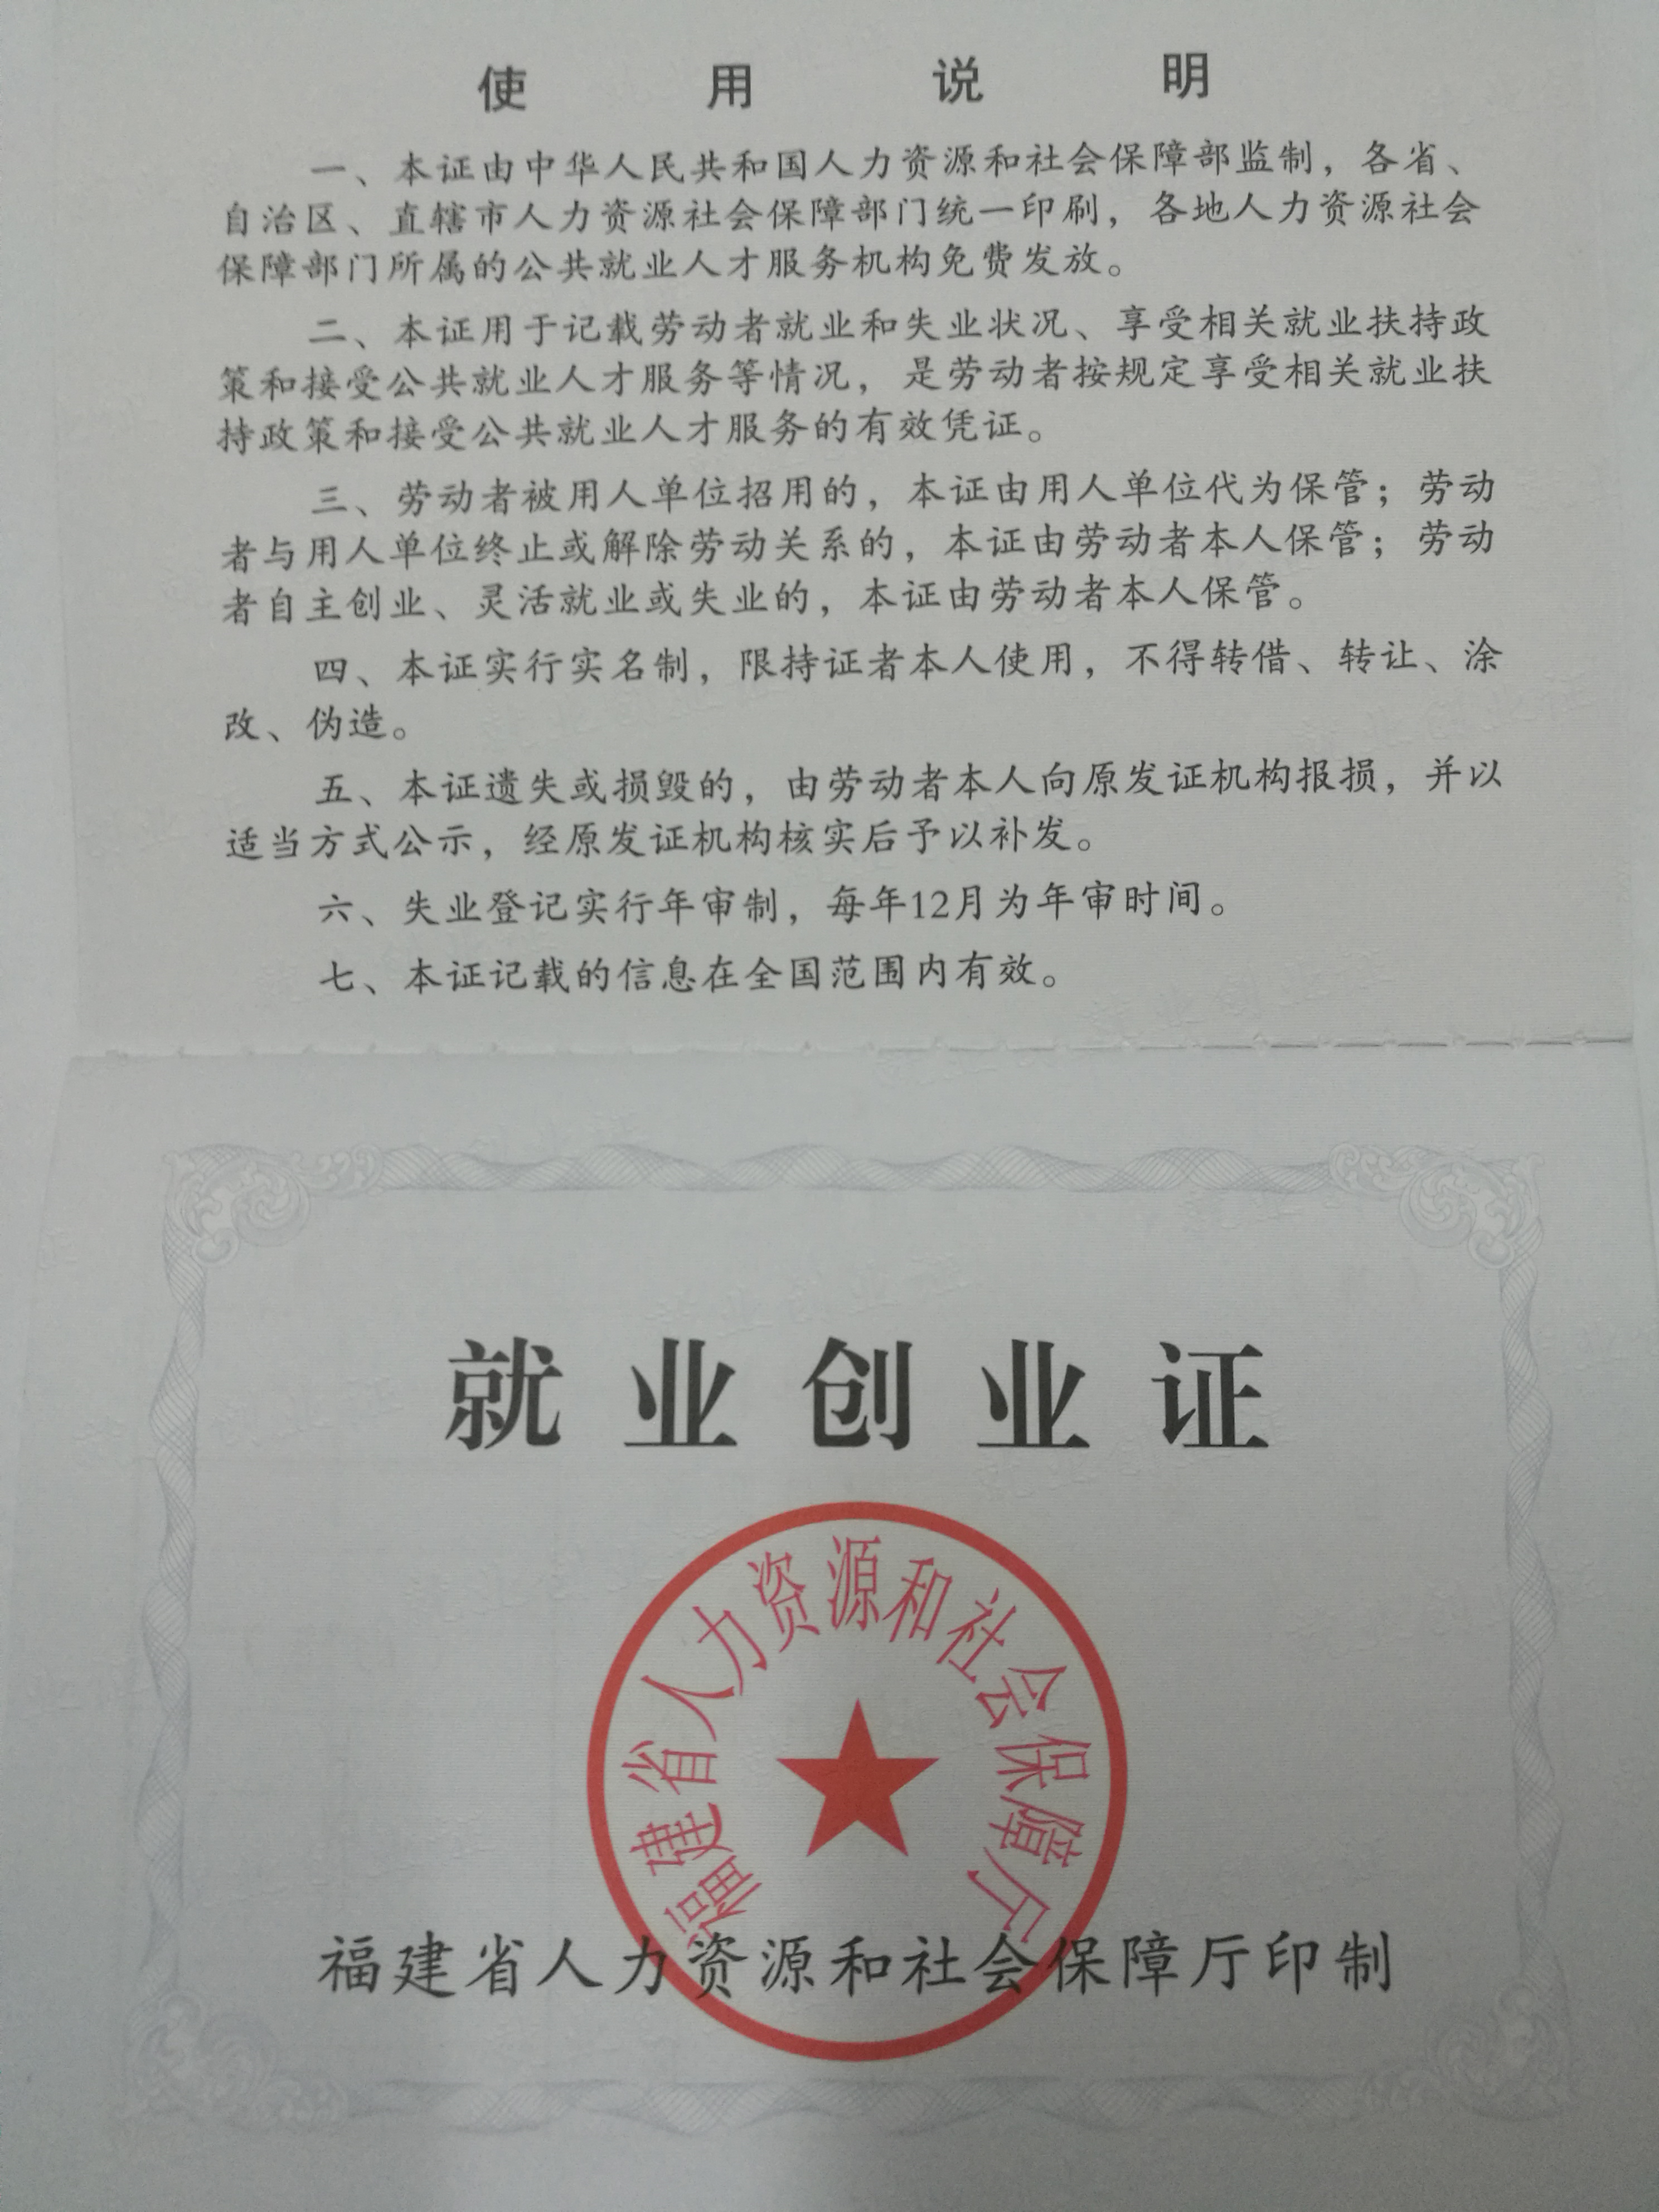 使用说明
一、本证由中华人民共和国人力资源和社会保障部监制，各省、
自治区、直辖市人力资源社会保障部门统一印刷，各地人力资源社会
保障部门所属的公共就业人才服务机构免费发放。
二、本证用于记载劳动者就业和失业状况、享受相关就业扶持政
策和接受公共就业人才服务等情况，是劳动者按规定享受相关就业扶
持政策和接受公共就业人才服务的有效凭证。
三、劳动者被用人单位招用的，本证由用人单位代为保管；劳动
者与用人单位终止或解除劳动关系的，本证由劳动者本人保管；劳动
者自主创业、灵活就业或失业的，本证由劳动者本人保管。
四、本证实行实名制，限持证者本人使用，不得转借、转让、涂
改、伪造。
五、本证遗失或损毁的，由劳动者本人向原发证机构报损，并以
适当方式公示，经原发证机构核实后予以补发。
六、失业登记实行年审制，每年12月为年审时间。
七、本证记载的信息在全国范围内有效。
就业创业证
福建省人力资源和社会保障厅
福建省人力资源和社会保障厅印制